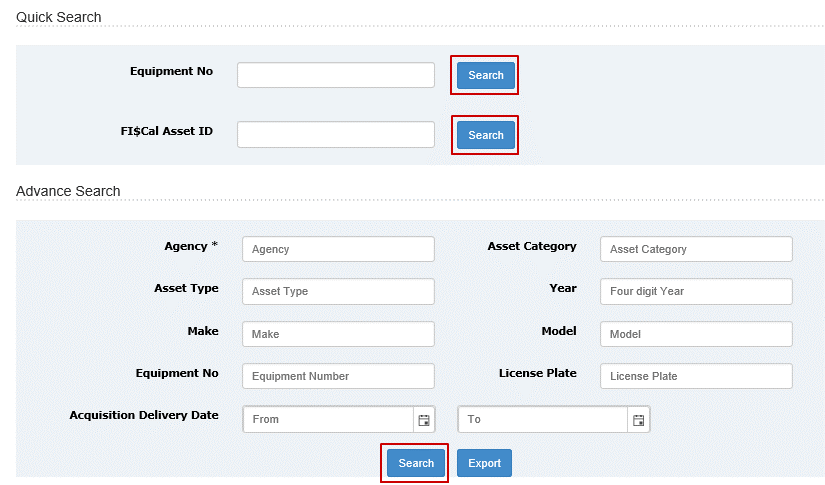 Quick Search
Equipment No Search
FI$Cal Asset ID Search
Advance Search
Agency * Agency Asset Category Asset Category
Asset Type Asset Type Year Four digit Year
Make Make Model Model
Equipment No Equipment Number License Plate License Plate
Acquisition Delivery Date From To
Search Export